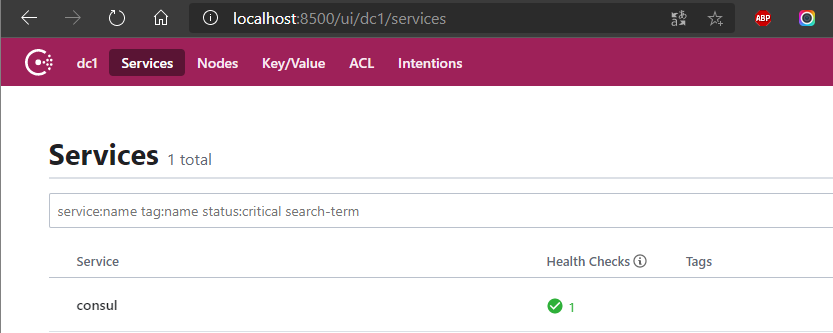 localhost:8500/ui/dc1/services
ABP
dc1 Services Nodes Key/Value ACL Intentions
Services 1 total
service:name tag:name status:critical search-term
Service Health Checks Tags
consul 1